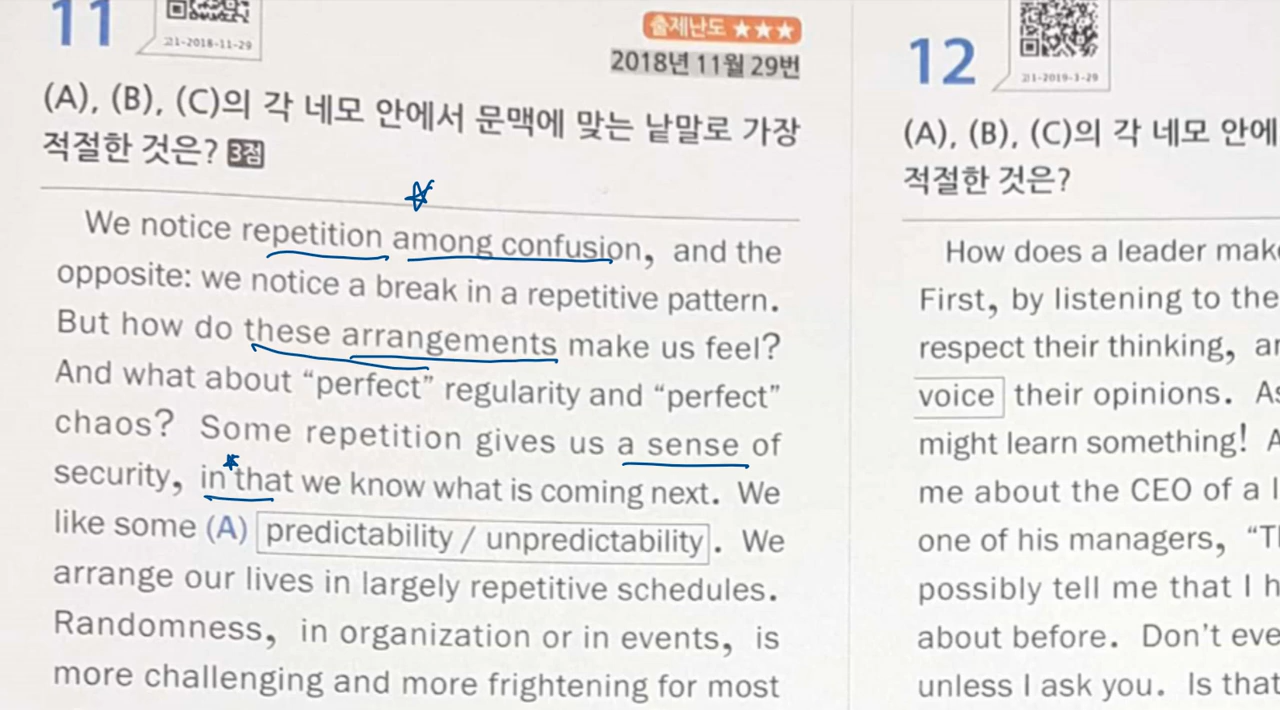 11
고1-2018-11-29
출제난도 ★★★
2018년 11월 29번
(A), (B), (C)의 각 네모 안에서 문맥에 맞는 낱말로 가장
적절한 것은? 3점
We notice repetition among confusion, and the
opposite: we notice a break in a repetitive pattern.
But how do these arrangements make us feel?
And what about “perfect” regularity and “perfect”
chaos? Some repetition gives us a sense of
security, in that we know what is coming next. We
like some (A) predictability / unpredictability. We
arrange our lives in largely repetitive schedules.
Randomness, in organization or in events, is
more challenging and more frightening for most
12
고1-2019-3-29
(A), (B), (C)의 각 네모 안에
적절한 것은?
How does a leader mak
First, by listening to the
respect their thinking, a
voice their opinions. As
might learn something! A
me about the CEO of a l
one of his managers, “T
possibly tell me that I h
about before. Don’t eve
unless I ask you. Is that